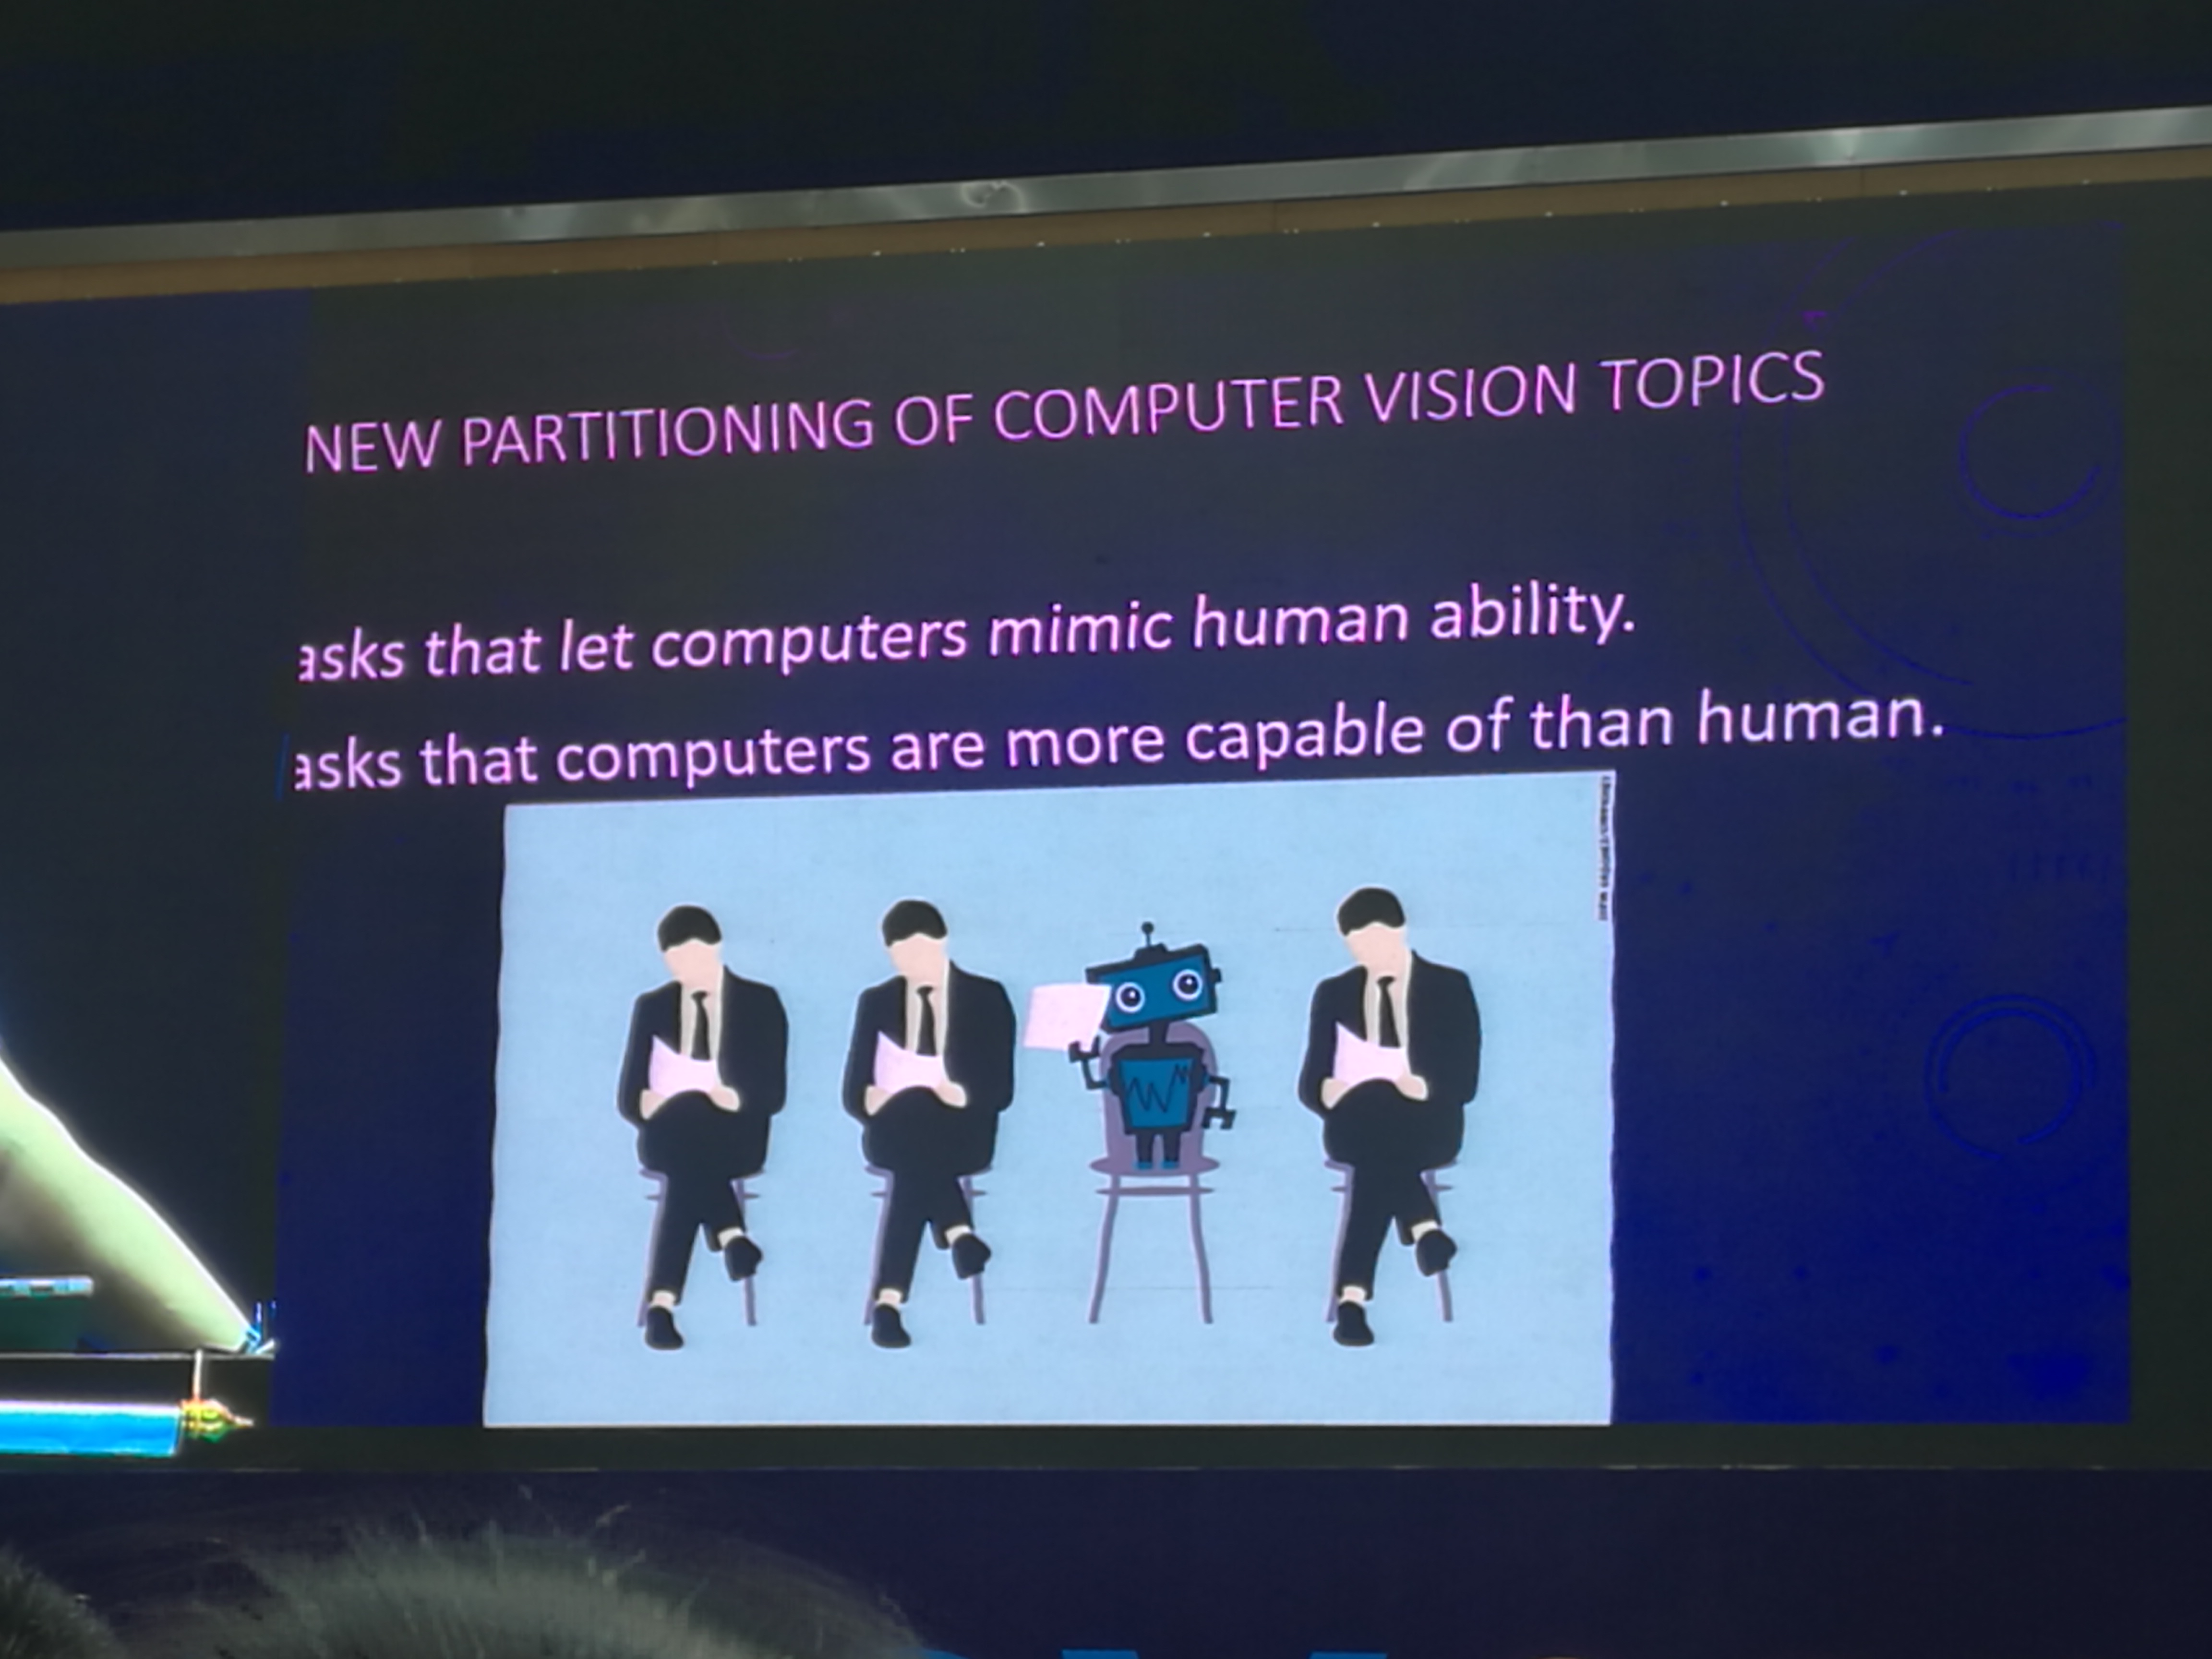 NEW PARTITIONING OF COMPUTER VISION TOPICS
asks that let computers mimic human ability.
asks that computers are more capable of than human.